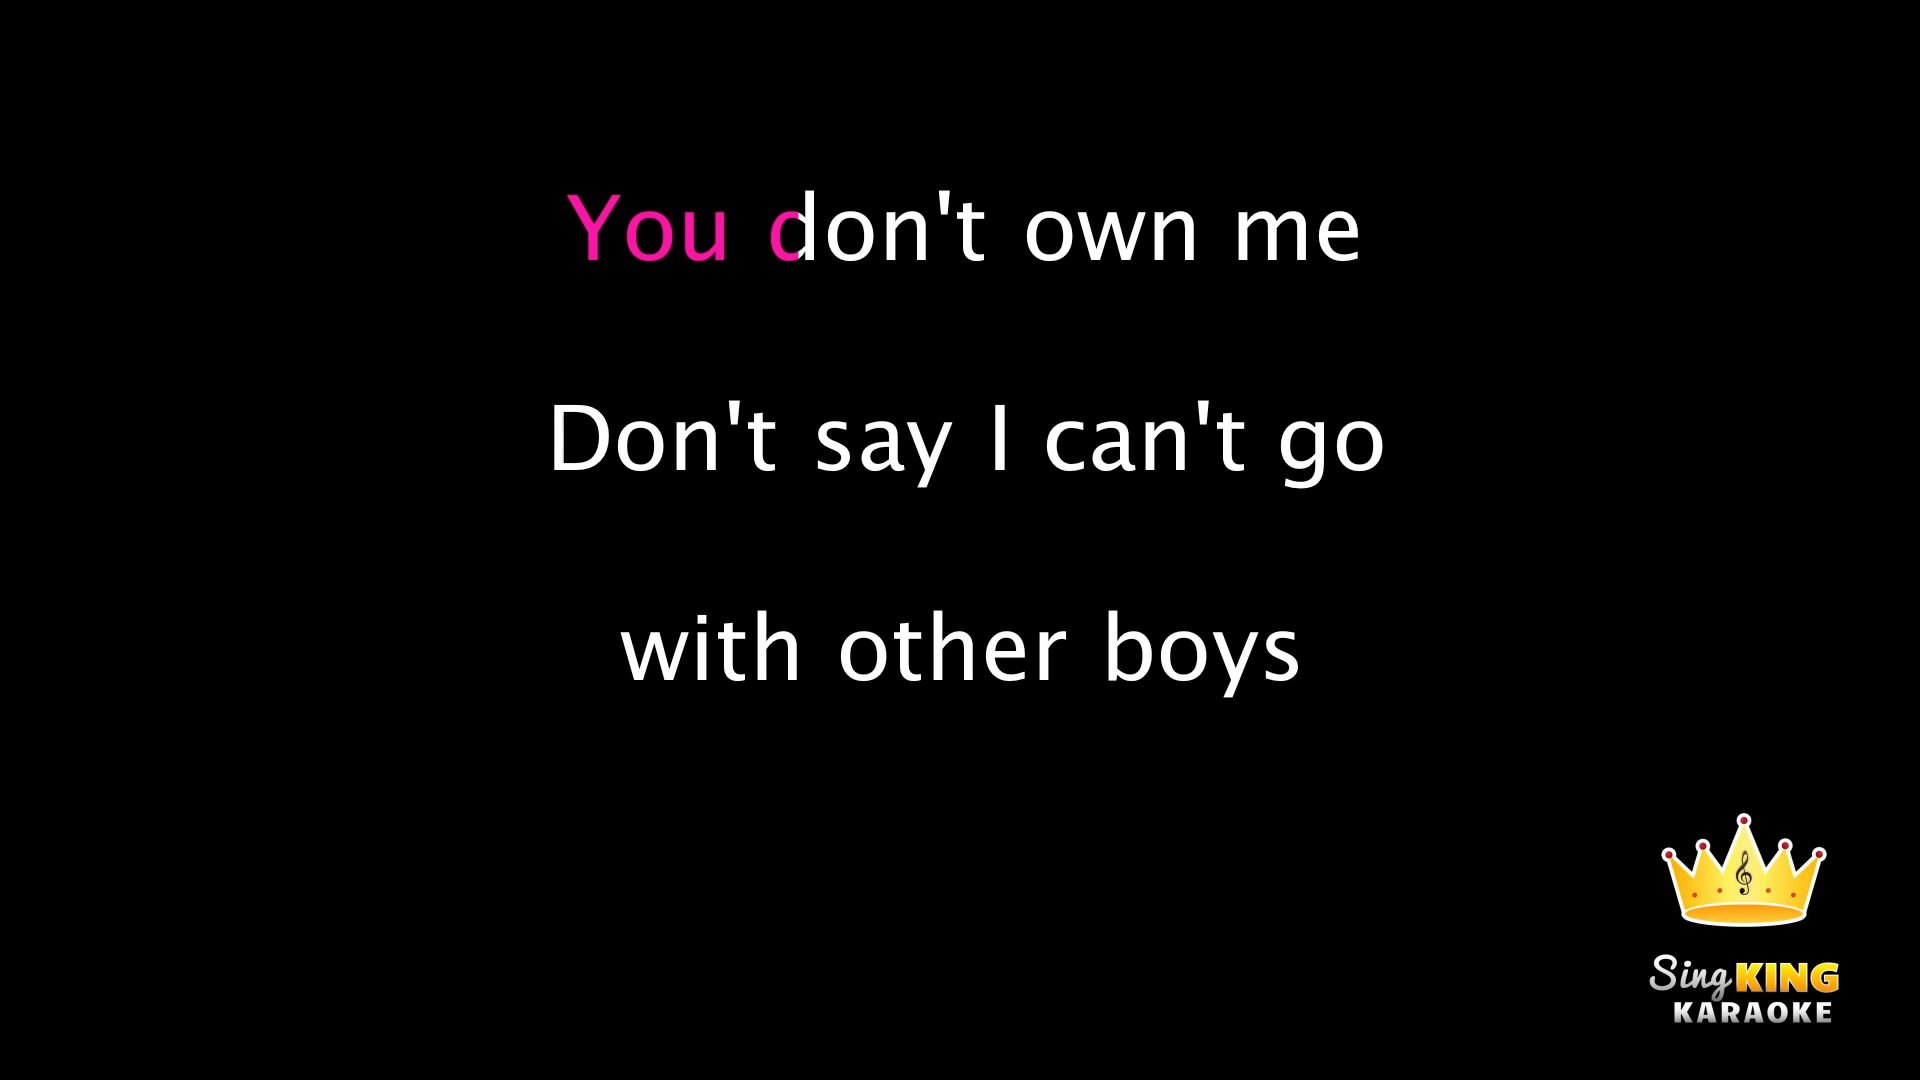 You don't own me
Don't say I can't go
with other boys
Sing KING
KARAOKE